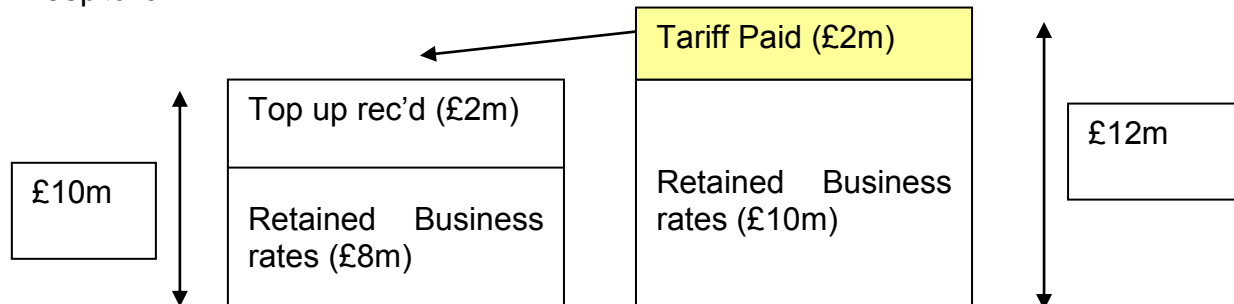 Tariff Paid (£2m)
Top up rec'd (£2m)
£12m
£10m
Retained Business
rates (£10m)
Retained Business
rates (£8m)